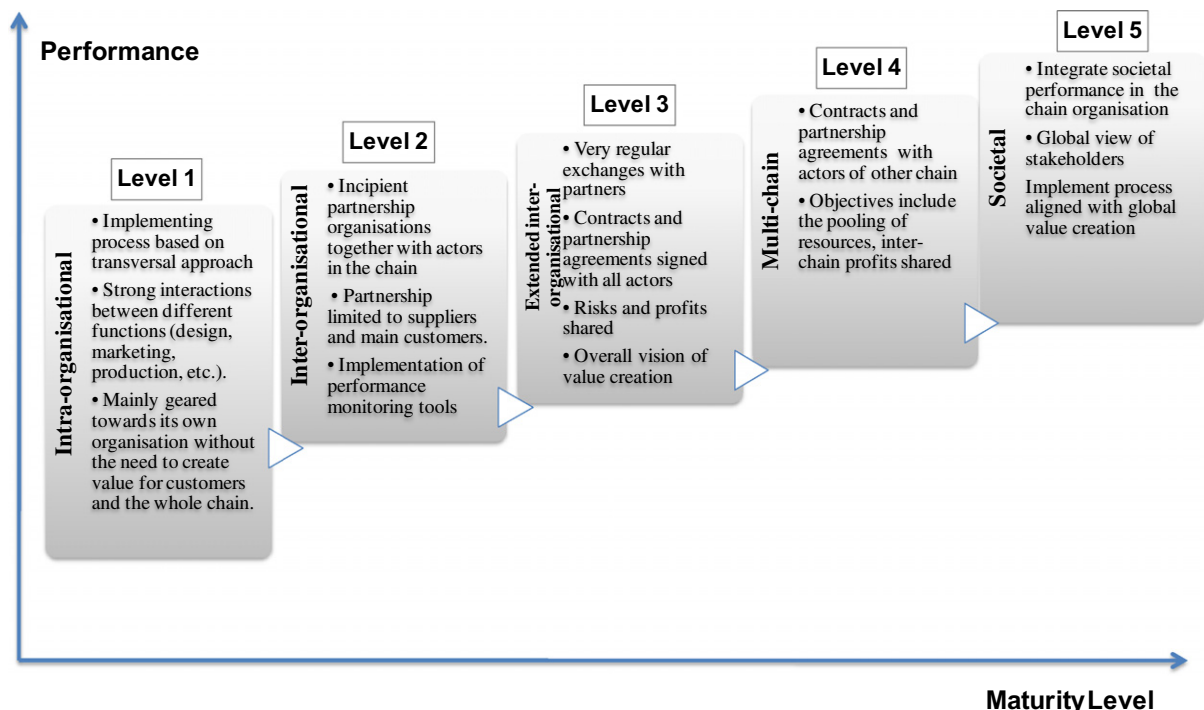 Performance
Level 1
Intra-organisational
• Implementing
process based on
transversal approach
• Strong interactions
between different
functions (design,
marketing,
production, etc.).
• Mainly geared
towards its own
organisation without
the need to create
value for customers
and the whole chain.
Level 2
Inter-organisational
• Incipient
partnership
organisations
together with actors
in the chain
• Partnership
limited to suppliers
and main customers.
• Implementation of
performance
monitoring tools
Level 3
Extended inter-
organisational
• Very regular
exchanges with
partners
• Contracts and
partnership
agreements signed
with all actors
• Risks and profits
shared
• Overall vision of
value creation
Level 4
Multi-chain
• Contracts and
partnership
agreements with
actors of other chain
• Objectives include
the pooling of
resources, inter-
chain profits shared
Level 5
Societal
• Integrate societal
performance in the
chain organisation
• Global view of
stakeholders
Implement process
aligned with global
value creation
Maturity Level